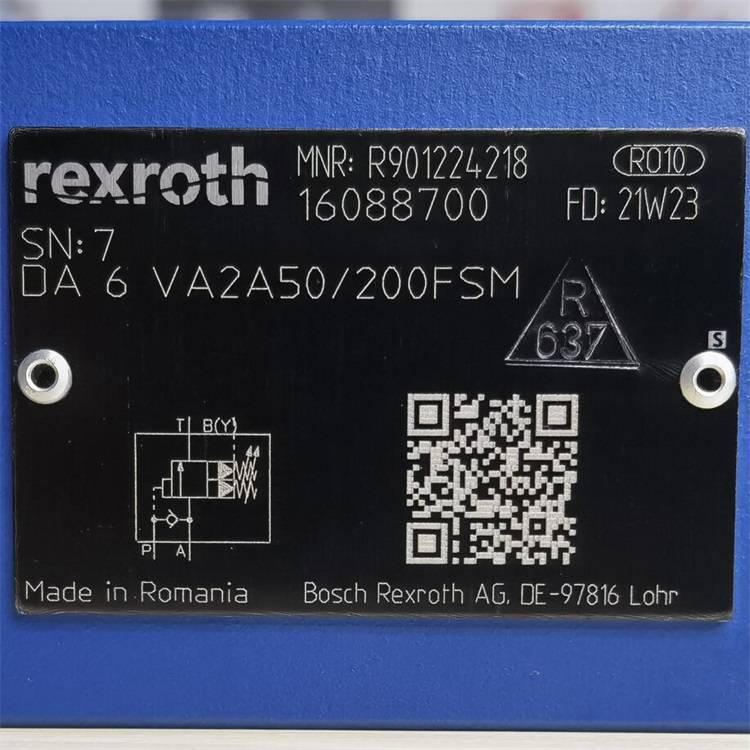 rexroth
MNR: R901224218
RO10
16088700
FD: 21W23
SN: 7
DA 6 VA2A50/200FSM
R
637
S
T B(Y)
P A
Made in Romania
Bosch Rexroth AG, DE-97816 Lohr